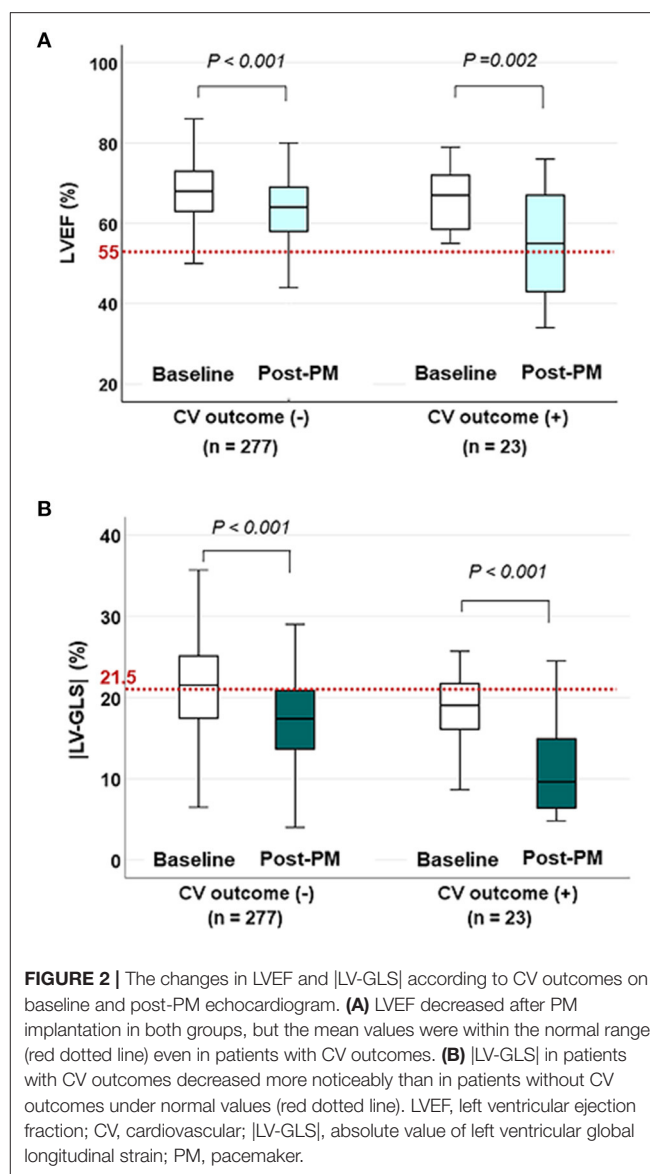 A
P < 0.001
P =0.002
100
80
60
55
40
20
LVEF (%)
Baseline Post-PM Baseline Post-PM
CV outcome (-) CV outcome (+)
(n = 277) (n = 23)
B
P < 0.001
P < 0.001
40
30
21.5
20
10
0
|LV-GLS| (%)
Baseline Post-PM Baseline Post-PM
CV outcome (-) CV outcome (+)
(n = 277) (n = 23)
FIGURE 2 | The changes in LVEF and |LV-GLS| according to CV outcomes on
baseline and post-PM echocardiogram. (A) LVEF decreased after PM
implantation in both groups, but the mean values were within the normal range
(red dotted line) even in patients with CV outcomes. (B) |LV-GLS| in patients
with CV outcomes decreased more noticeably than in patients without CV
outcomes under normal values (red dotted line). LVEF, left ventricular ejection
fraction; CV, cardiovascular; |LV-GLS|, absolute value of left ventricular global
longitudinal strain; PM, pacemaker.